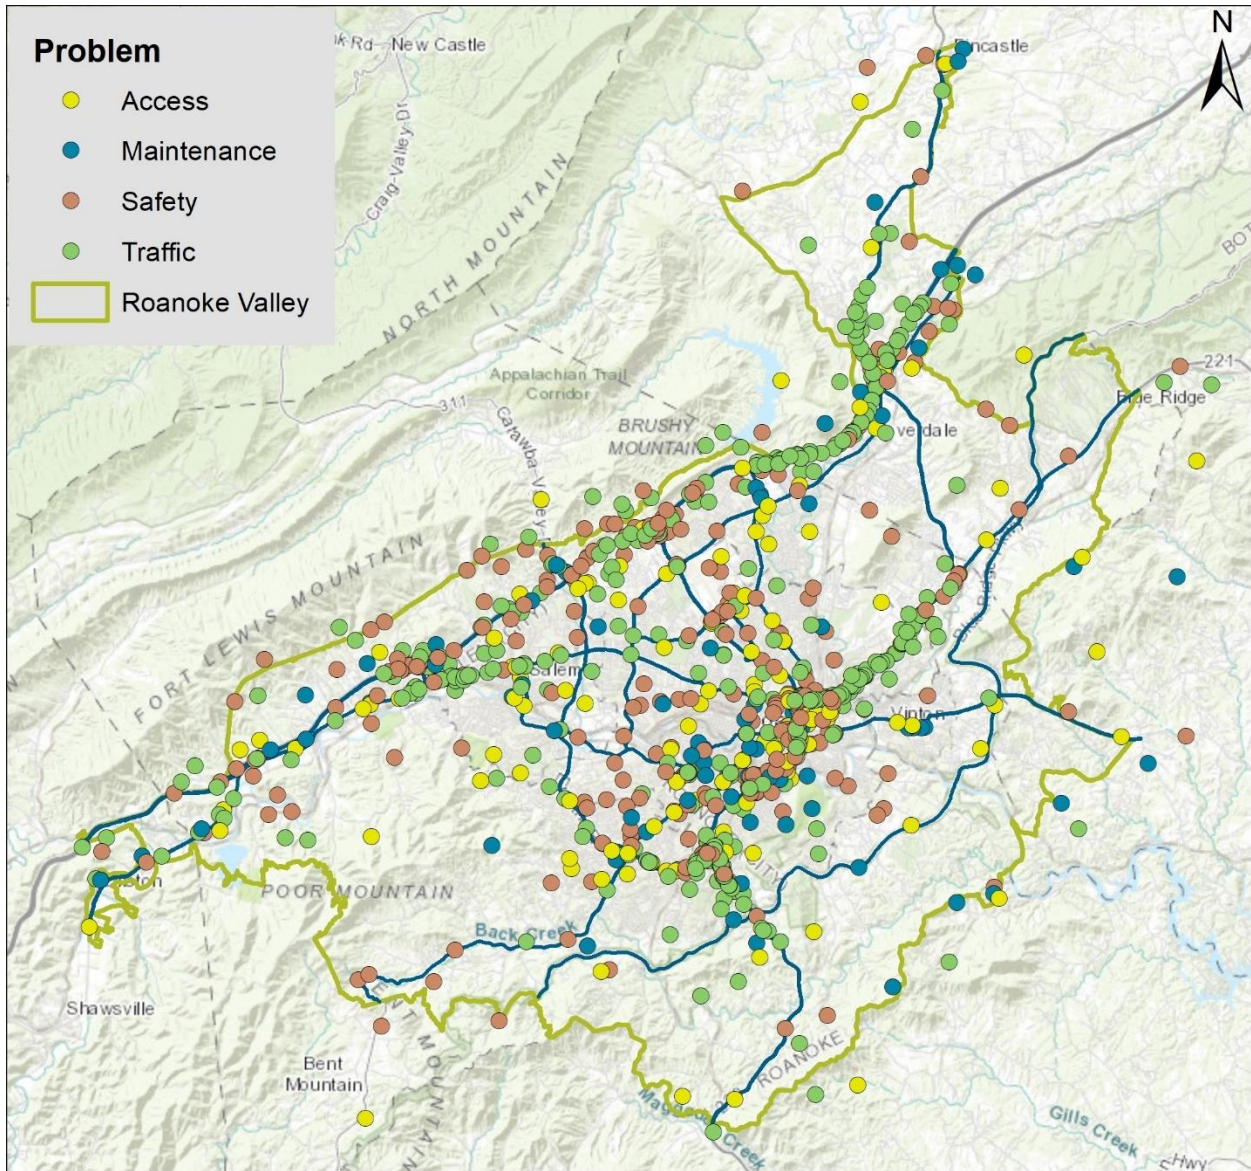 Problem
Access
Maintenance
Safety
Traffic
Roanoke Valley
N
New Castle
Craig-Valley-Dr
NORTH MOUNTAIN
311
Catawba-Valley
Appalachian Trail
Corridor
BRUSHY
MOUNTAIN
221
Blue Ridge
FORT LEWIS MOUNTAIN
Salem
Vinton
POOR MOUNTAIN
Back Creek
Shawsville
Bent
Mountain
ROANOKE
Gills Creek
Hwy